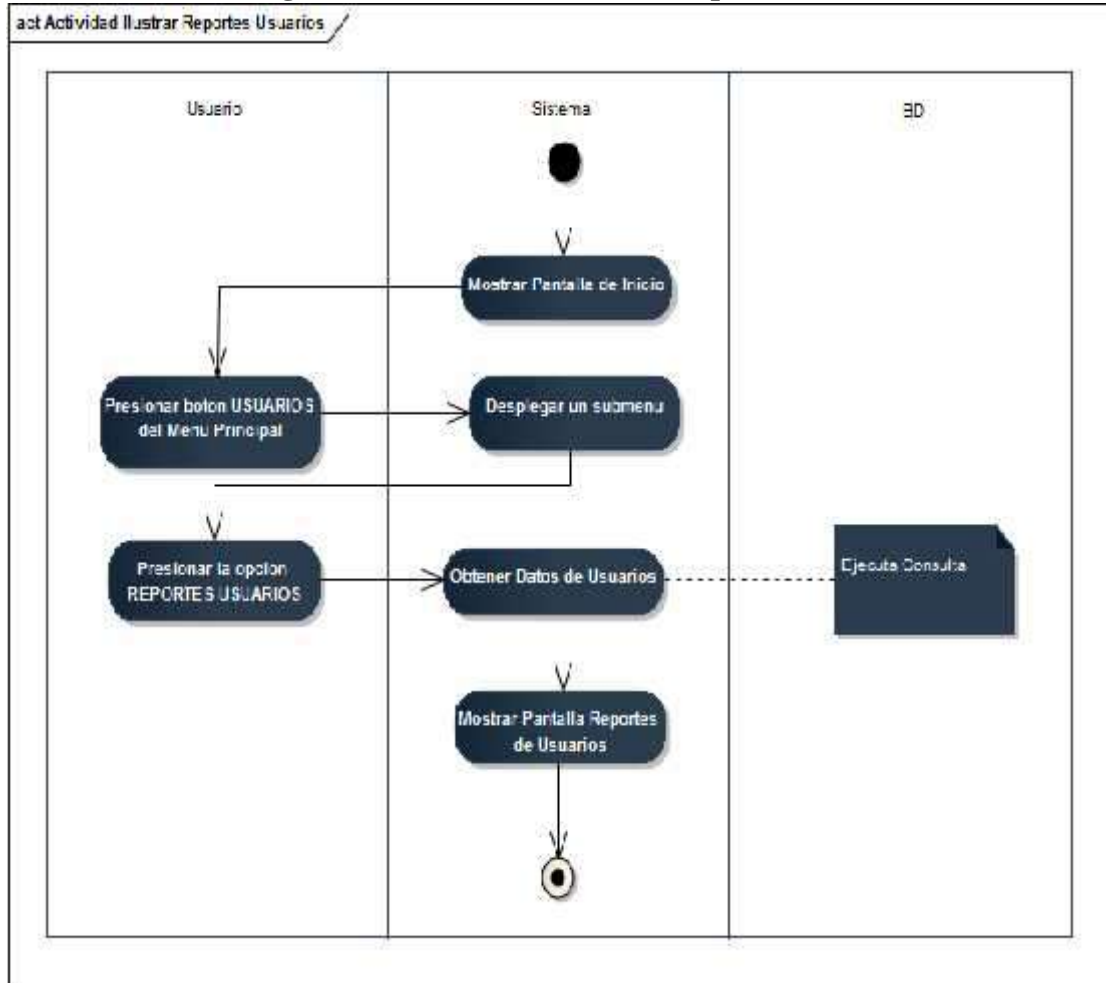 act Actividad Ilustrar Reportes Usuarios
Usuario
Sistema
BD
Mostrar Pantalla de Inicio
Presionar boton USUARIOS
del Menu Principal
Desplegar un submenu
Presionar la opcion
REPORTES USUARIOS
Obtener Datos de Usuarios
Ejecuta Consulta
Mostrar Pantalla Reportes
de Usuarios